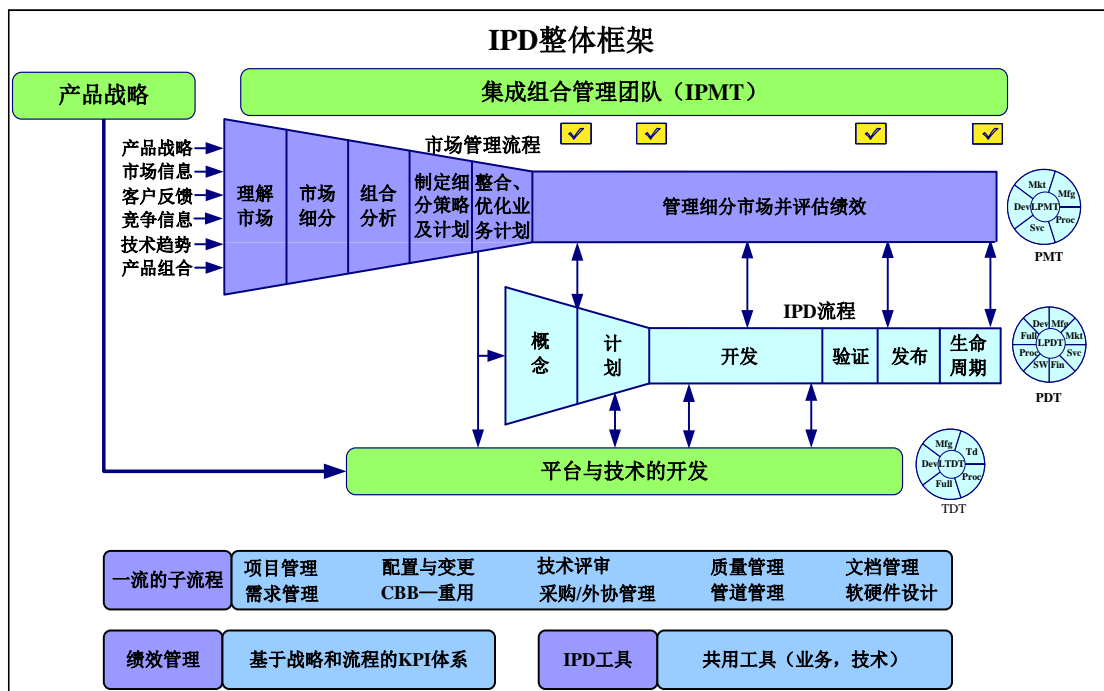 IPD整体框架
产品战略
集成组合管理团队（IPMT）
市场管理流程
产品战略
市场信息
客户反馈
竞争信息
技术趋势
产品组合
理解
市场
市场
细分
组合
分析
制定细
分策略
及计划
整合、
优化业
务计划
管理细分市场并评估绩效
Mkt
Mfg
Dev
LPMT
Svc
Proc
PMT
IPD流程
概
念
计
划
开发
验证
发布
生命
周期
Dev
Mfg
Full
Mkt
LPDT
Proc
Svc
SW
Fin
PDT
平台与技术的开发
Mfg
Td
Dev
LTDT
Full
Proc
TDT
一流的子流程
项目管理 配置与变更 技术评审 质量管理 文档管理
需求管理 CBB—重用 采购/外协管理 管道管理 软硬件设计
绩效管理
基于战略和流程的KPI体系
IPD工具
共用工具（业务，技术）